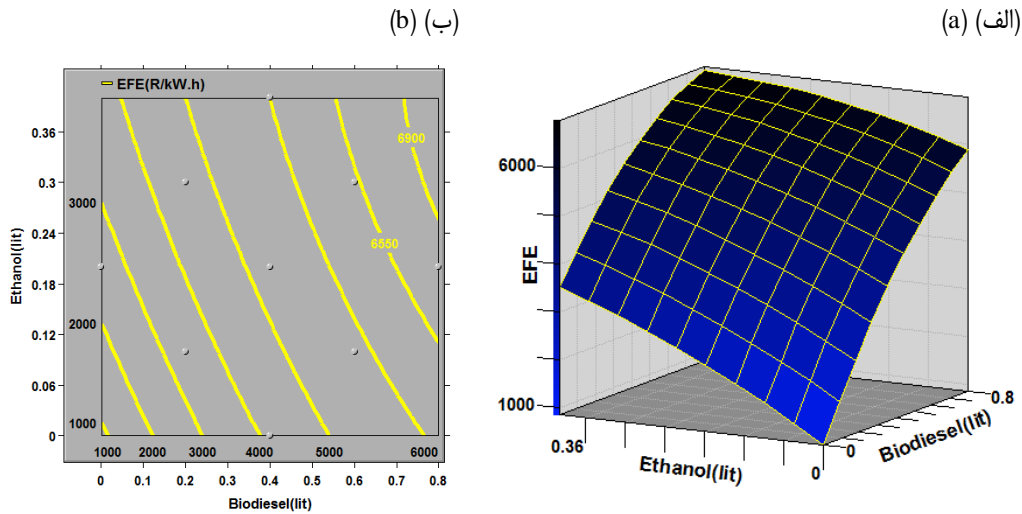 (ب) (b)
(الف) (a)
EFE(R/kW.h)
0.36
0.3
0.24
0.18
0.12
0.06
0
Ethanol(lit)
6900
6550
3000
2000
1000
1000 2000 3000 4000 5000 6000
0 0.1 0.2 0.3 0.4 0.5 0.6 0.7 0.8
Biodiesel(lit)
6000
EFE
1000
0.36
Ethanol(lit)
0
0
Biodiesel(lit)
0.8